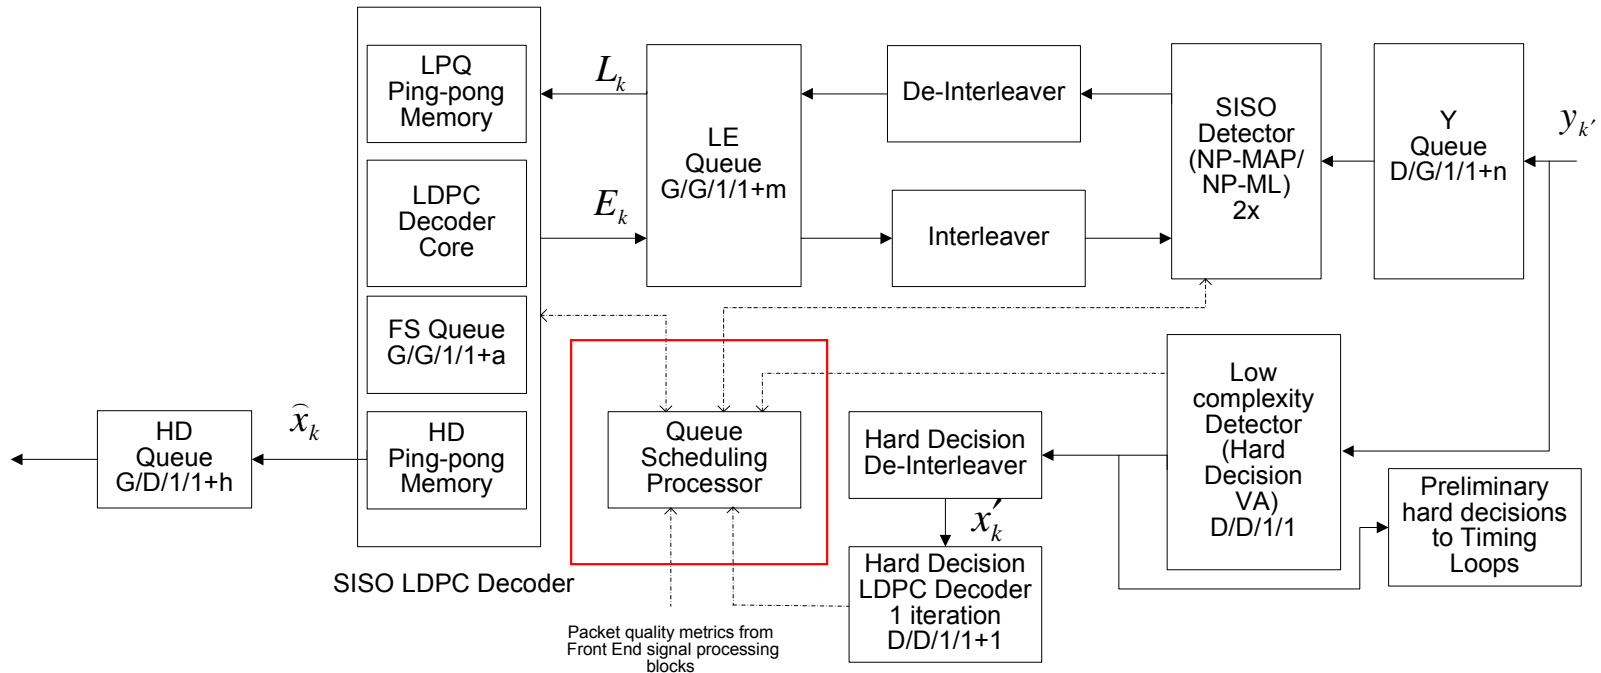 LPQ
Ping-pong
Memory
LDPC
Decoder
Core
FS Queue
G/G/1/1+a
HD
Ping-pong
Memory
SISO LDPC Decoder
L_k
E_k
LE
Queue
G/G/1/1+m
De-Interleaver
Interleaver
SISO
Detector
(NP-MAP/
NP-ML)
2x
Y
Queue
D/G/1/1+n
y_{k′}
x̂_k
HD
Queue
G/D/1/1+h
Queue
Scheduling
Processor
Packet quality metrics from
Front End signal processing
blocks
Hard Decision
De-Interleaver
x′_k
Hard Decision
LDPC Decoder
1 iteration
D/D/1/1+1
Low
complexity
Detector
(Hard
Decision
VA)
D/D/1/1
Preliminary
hard decisions
to Timing
Loops